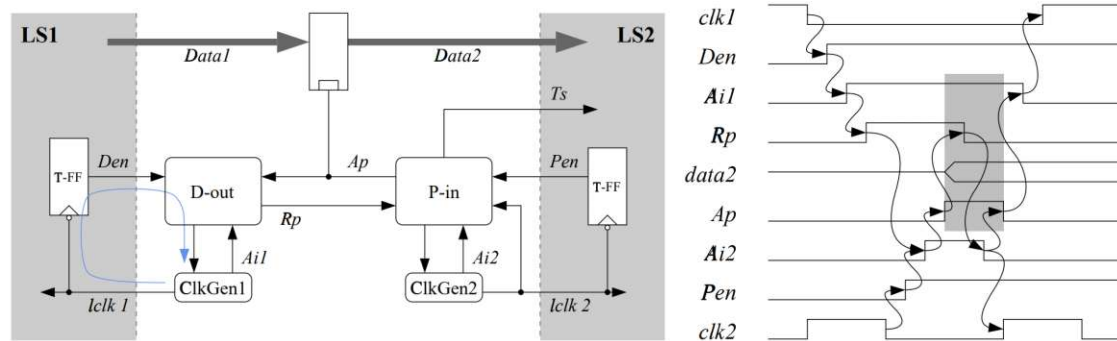 LS1
LS2
Data1
Data2
Ts
T-FF
Den
D-out
Ap
P-in
Pen
T-FF
Rp
Ai1
Ai2
ClkGen1
ClkGen2
lclk 1
lclk 2
clk1
Den
Ai1
Rp
data2
Ap
Ai2
Pen
clk2